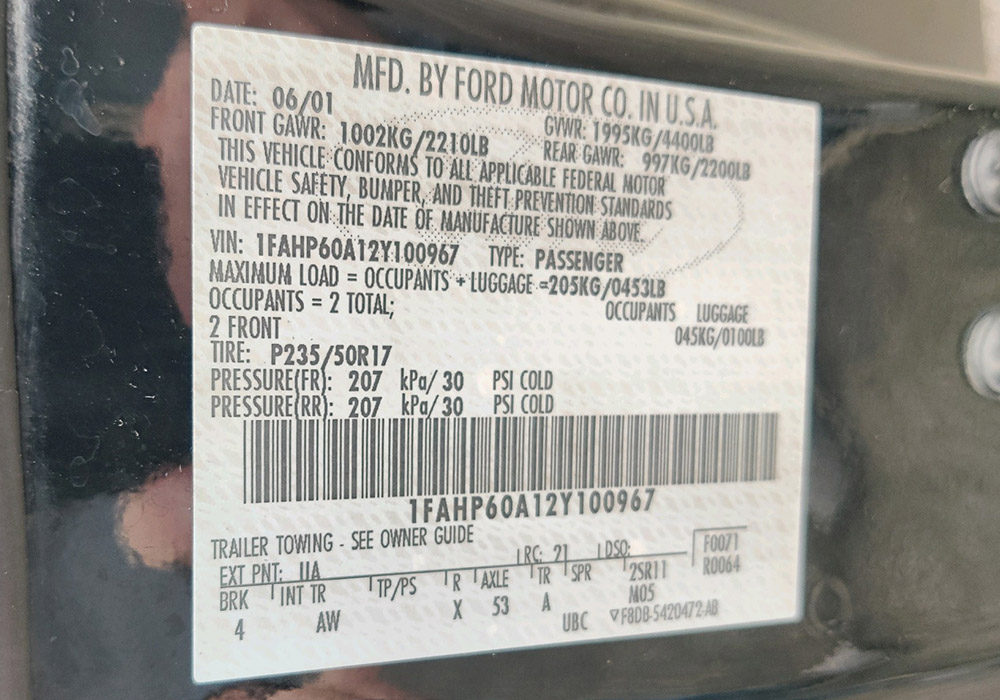 MFD. BY FORD MOTOR CO. IN U.S.A.
DATE: 06/01 GVWR: 1995KG/4400LB
FRONT GAWR: 1002KG/2210LB REAR GAWR: 997KG/2200LB
THIS VEHICLE CONFORMS TO ALL APPLICABLE FEDERAL MOTOR
VEHICLE SAFETY, BUMPER, AND THEFT PREVENTION STANDARDS
IN EFFECT ON THE DATE OF MANUFACTURE SHOWN ABOVE.
VIN: 1FAHP60A12Y100967 TYPE: PASSENGER
MAXIMUM LOAD = OCCUPANTS + LUGGAGE =205KG/0453LB
OCCUPANTS = 2 TOTAL; OCCUPANTS LUGGAGE
2 FRONT 045KG/0100LB
TIRE: P235/50R17
PRESSURE(FR): 207 kPa/ 30 PSI COLD
PRESSURE(RR): 207 kPa/ 30 PSI COLD
1FAHP60A12Y100967
TRAILER TOWING - SEE OWNER GUIDE
EXT PNT: UA RC: 21 DSO: F0071
BRK INT TR TP/PS R AXLE TR SPR 2SR11 R0064
4 AW X 53 A M05
UBC ▽F8DB-5420472-AB